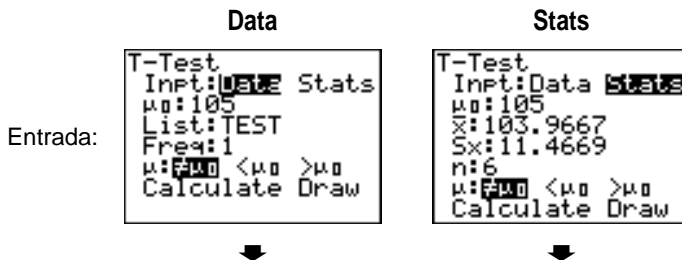 Data
Stats
Entrada:
T-Test
Inpt:Data Stats
μ0:105
List:TEST
Freq:1
μ:≠μ0 <μ0 >μ0
Calculate Draw
T-Test
Inpt:Data Stats
μ0:105
x̄:103.9667
Sx:11.4669
n:6
μ:≠μ0 <μ0 >μ0
Calculate Draw